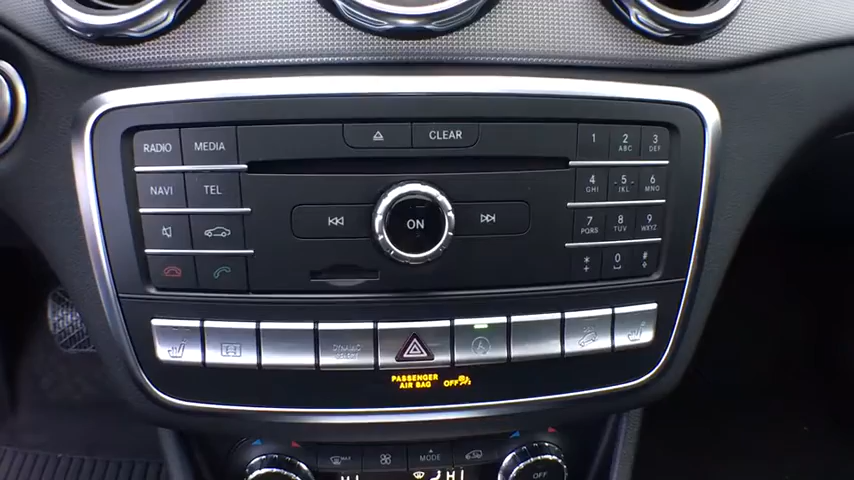 RADIO MEDIA CLEAR 1 2 ABC 3 DEF
NAVI TEL 4 GHI 5 JKL 6 MNO
ON
7 PQRS 8 TUV 9 WXYZ
* + 0 #
DYNAMIC SELECT
PASSENGER
AIR BAG OFF
MAX MODE
OFF